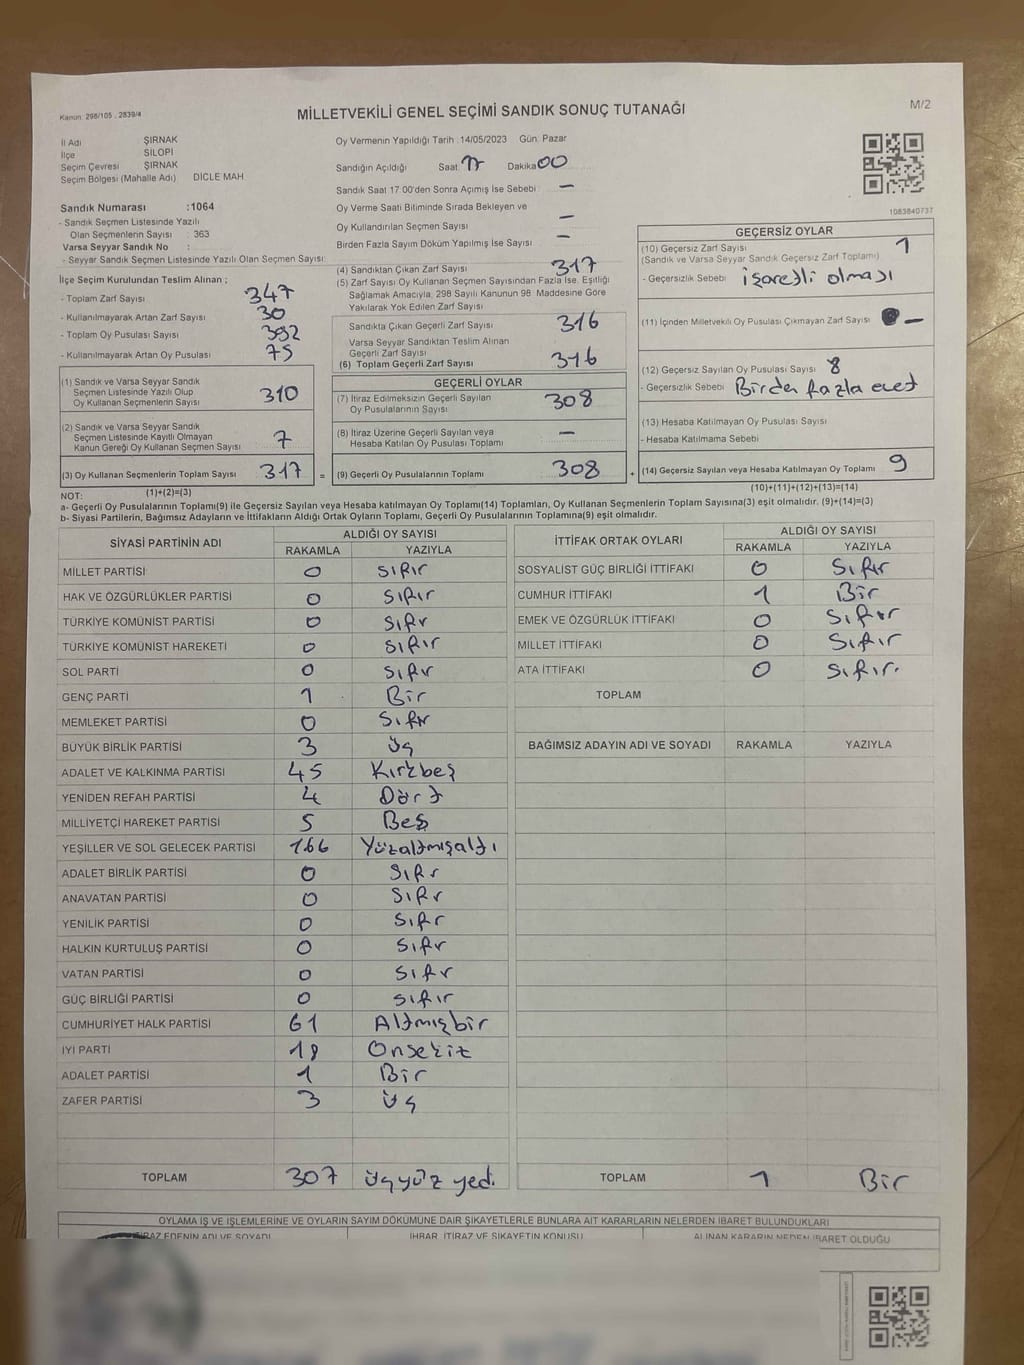 Kanun: 298/105 , 2839/4
MİLLETVEKİLİ GENEL SEÇİMİ SANDIK SONUÇ TUTANAĞI
M/2
İl Adı ŞIRNAK
İlçe SİLOPİ
Seçim Çevresi ŞIRNAK
Seçim Bölgesi (Mahalle Adı) DİCLE MAH.
Sandık Numarası :1064
- Sandık Seçmen Listesinde Yazılı
Olan Seçmenlerin Sayısı : 363
Varsa Seyyar Sandık No :
- Seyyar Sandık Seçmen Listesinde Yazılı Olan Seçmen Sayısı:
İlçe Seçim Kurulundan Teslim Alınan ;
- Toplam Zarf Sayısı 347
- Kullanılmayarak Artan Zarf Sayısı 30
- Toplam Oy Pusulası Sayısı 392
- Kullanılmayarak Artan Oy Pusulası 75
Oy Vermenin Yapıldığı Tarih :14/05/2023 Gün: Pazar
Sandığın Açıldığı Saat 17 Dakika 00
Sandık Saat 17 00'den Sonra Açımış İse Sebebi : –
Oy Verme Saati Bitiminde Sırada Bekleyen ve
Oy Kullandırılan Seçmen Sayısı –
Birden Fazla Sayım Döküm Yapılmış İse Sayısı –
1083840737
(1) Sandık ve Varsa Seyyar Sandık
Seçmen Listesinde Yazılı Olup
Oy Kullanan Seçmenlerin Sayısı 310
(2) Sandık ve Varsa Seyyar Sandık
Seçmen Listesinde Kayıtlı Olmayan
Kanun Gereği Oy Kullanan Seçmen Sayısı 7
(3) Oy Kullanan Seçmenlerin Toplam Sayısı 317 =
(4) Sandıktan Çıkan Zarf Sayısı 317
(5) Zarf Sayısı Oy Kullanan Seçmen Sayısından Fazla İse, Eşitliği
Sağlamak Amacıyla, 298 Sayılı Kanunun 98. Maddesine Göre
Yakılarak Yok Edilen Zarf Sayısı
Sandıkta Çıkan Geçerli Zarf Sayısı 316
Varsa Seyyar Sandıktan Teslim Alınan
Geçerli Zarf Sayısı
(6) Toplam Geçerli Zarf Sayısı 316
GEÇERLİ OYLAR
(7) İtiraz Edilmeksizin Geçerli Sayılan
Oy Pusulalarının Sayısı 308
(8) İtiraz Üzerine Geçerli Sayılan veya
Hesaba Katılan Oy Pusulası Toplamı –
(9) Geçerli Oy Pusulalarının Toplamı 308 +
GEÇERSİZ OYLAR
(10) Geçersiz Zarf Sayısı 1
(Sandık ve Varsa Seyyar Sandık Geçersiz Zarf Toplamı)
- Geçersizlik Sebebi işaretli olması
(11) İçinden Milletvekili Oy Pusulası Çıkmayan Zarf Sayısı –
(12) Geçersiz Sayılan Oy Pusulası Sayısı 8
- Geçersizlik Sebebi Birden fazla evet
(13) Hesaba Katılmayan Oy Pusulası Sayısı
- Hesaba Katılmama Sebebi
(14) Geçersiz Sayılan veya Hesaba Katılmayan Oy Toplamı 9
NOT: (1)+(2)=(3) (10)+(11)+(12)+(13)=(14)
a- Geçerli Oy Pusulalarının Toplamı(9) ile Geçersiz Sayılan veya Hesaba katılmayan Oy Toplamı(14) Toplamları, Oy Kullanan Seçmenlerin Toplam Sayısına(3) eşit olmalıdır. (9)+(14)=(3)
b- Siyasi Partilerin, Bağımsız Adayların ve İttifakların Aldığı Ortak Oyların Toplamı, Geçerli Oy Pusulalarının Toplamına(9) eşit olmalıdır.
SİYASİ PARTİNİN ADI ALDIĞI OY SAYISI
RAKAMLA YAZIYLA
MİLLET PARTİSİ 0 Sıfır
HAK VE ÖZGÜRLÜKLER PARTİSİ 0 Sıfır
TÜRKİYE KOMÜNİST PARTİSİ 0 Sıfır
TÜRKİYE KOMÜNİST HAREKETİ 0 Sıfır
SOL PARTİ 0 Sıfır
GENÇ PARTİ 1 Bir
MEMLEKET PARTİSİ 0 Sıfır
BÜYÜK BİRLİK PARTİSİ 3 üç
ADALET VE KALKINMA PARTİSİ 45 Kırkbeş
YENİDEN REFAH PARTİSİ 4 Dört
MİLLİYETÇİ HAREKET PARTİSİ 5 Beş
YEŞİLLER VE SOL GELECEK PARTİSİ 166 Yüzaltmışaltı
ADALET BİRLİK PARTİSİ 0 Sıfır
ANAVATAN PARTİSİ 0 Sıfır
YENİLİK PARTİSİ 0 Sıfır
HALKIN KURTULUŞ PARTİSİ 0 Sıfır
VATAN PARTİSİ 0 Sıfır
GÜÇ BİRLİĞİ PARTİSİ 0 Sıfır
CUMHURİYET HALK PARTİSİ 61 Altmışbir
İYİ PARTİ 18 Onsekiz
ADALET PARTİSİ 1 Bir
ZAFER PARTİSİ 3 üç
TOPLAM 307 üçyüz yedi
İTTİFAK ORTAK OYLARI ALDIĞI OY SAYISI
RAKAMLA YAZIYLA
SOSYALİST GÜÇ BİRLİĞİ İTTİFAKI 0 Sıfır
CUMHUR İTTİFAKI 1 Bir
EMEK VE ÖZGÜRLÜK İTTİFAKI 0 Sıfır
MİLLET İTTİFAKI 0 Sıfır
ATA İTTİFAKI 0 Sıfır.
TOPLAM
BAĞIMSIZ ADAYIN ADI VE SOYADI RAKAMLA YAZIYLA
TOPLAM 1 Bir
OYLAMA İŞ VE İŞLEMLERİNE VE OYLARIN SAYIM DÖKÜMÜNE DAİR ŞİKAYETLERLE BUNLARA AİT KARARLARIN NELERDEN İBARET BULUNDUKLARI
İTİRAZ EDENİN ADI VE SOYADI İHBAR, İTİRAZ VE ŞİKAYETİN KONUSU ALINAN KARARIN NEDEN İBARET OLDUĞU